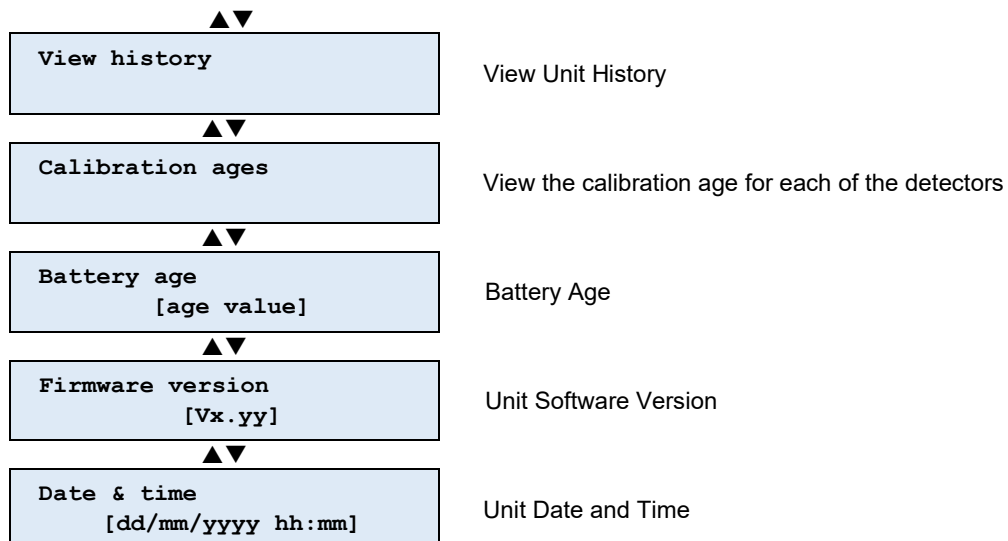 ▲▼
View history
View Unit History
▲▼
Calibration ages
View the calibration age for each of the detectors
▲▼
Battery age
[age value]
Battery Age
▲▼
Firmware version
[Vx.yy]
Unit Software Version
▲▼
Date & time
[dd/mm/yyyy hh:mm]
Unit Date and Time